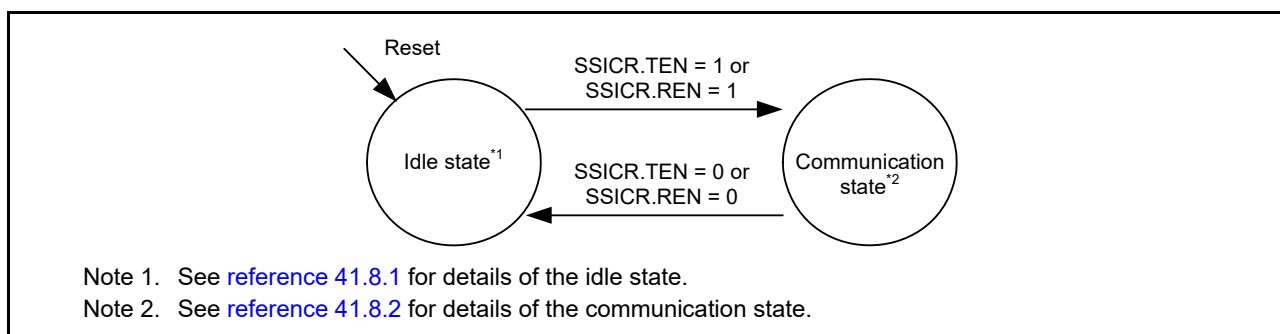 Reset
SSICR.TEN = 1 or
SSICR.REN = 1
Idle state*1
Communication
state*2
SSICR.TEN = 0 or
SSICR.REN = 0
Note 1. See reference 41.8.1 for details of the idle state.
Note 2. See reference 41.8.2 for details of the communication state.